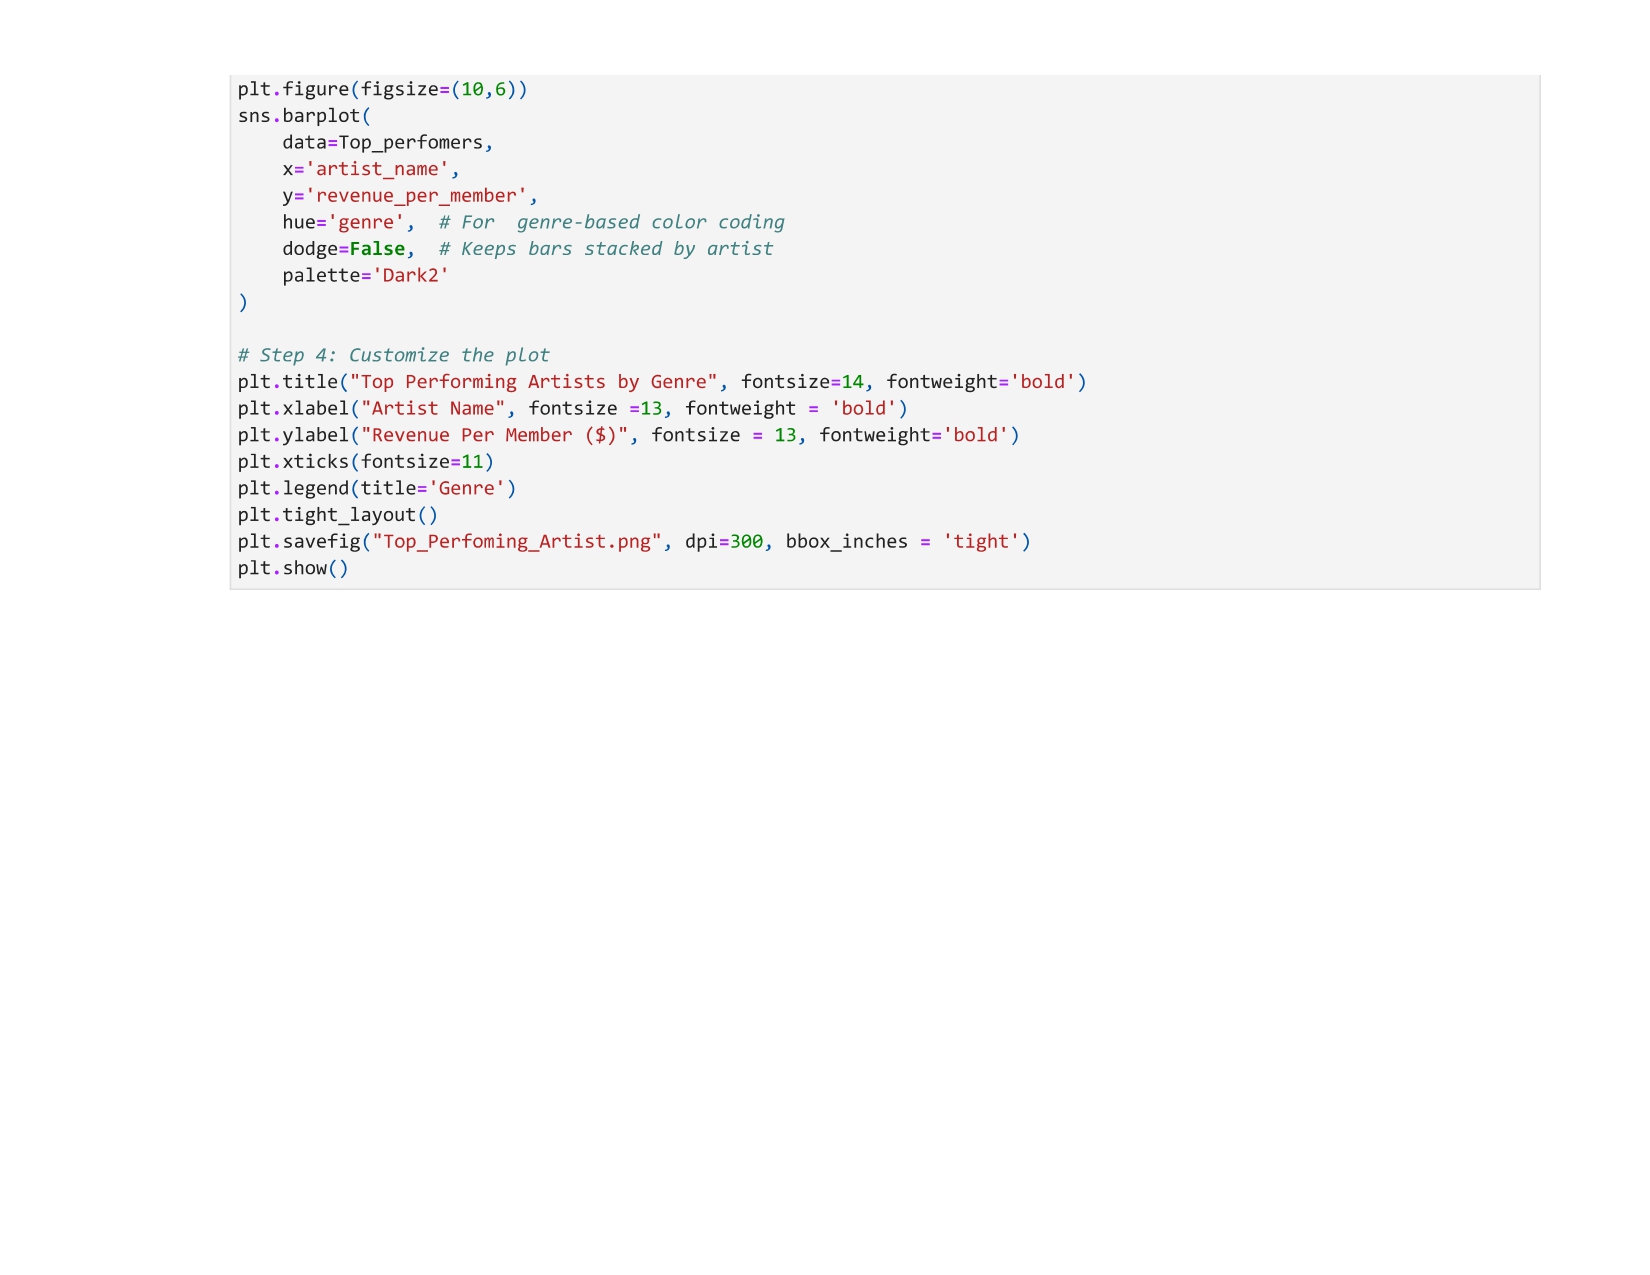 plt.figure(figsize=(10,6))
sns.barplot(
    data=Top_perfomers,
    x='artist_name',
    y='revenue_per_member',
    hue='genre',  # For  genre-based color coding
    dodge=False,  # Keeps bars stacked by artist
    palette='Dark2'
)

# Step 4: Customize the plot
plt.title("Top Performing Artists by Genre", fontsize=14, fontweight='bold')
plt.xlabel("Artist Name", fontsize =13, fontweight = 'bold')
plt.ylabel("Revenue Per Member ($)", fontsize = 13, fontweight='bold')
plt.xticks(fontsize=11)
plt.legend(title='Genre')
plt.tight_layout()
plt.savefig("Top_Perfoming_Artist.png", dpi=300, bbox_inches = 'tight')
plt.show()